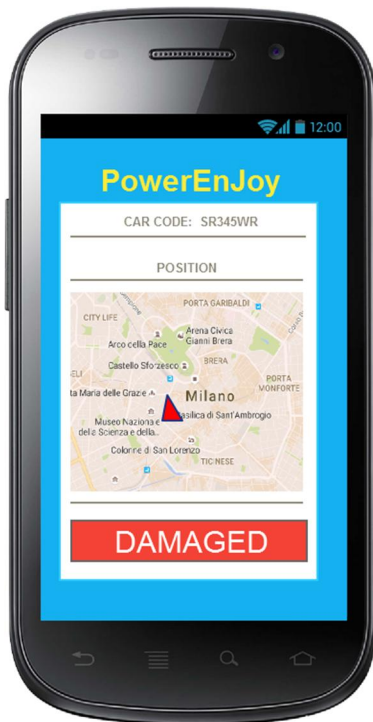 12:00
PowerEnJoy
CAR CODE: SR345WR
POSITION
PORTA GARIBALDI
CITY LIFE
Arena Civica
Gianni Brera
Arco della Pace
BRERA
Castello Sforzesco
ELI
PORTA
MONFORTE
ta Maria delle Grazie
Milano
asilica di Sant'Ambrogio
Museo Nazionale
della Scienza e della..
Colonne di San Lorenzo
TICINESE
DAMAGED